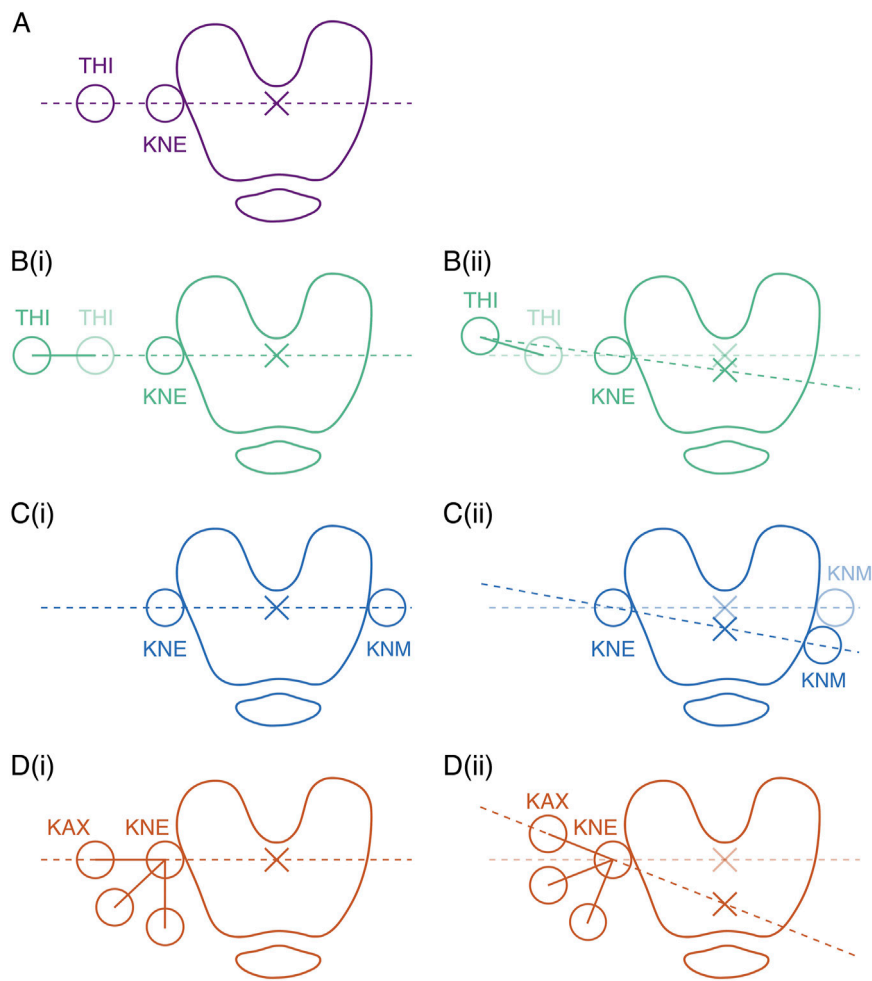 A
THI
KNE
B(i)
B(ii)
THI THI
KNE
THI
THI
KNE
C(i)
C(ii)
KNE
KNM
KNM
KNE
KNM
D(i)
D(ii)
KAX KNE
KAX
KNE